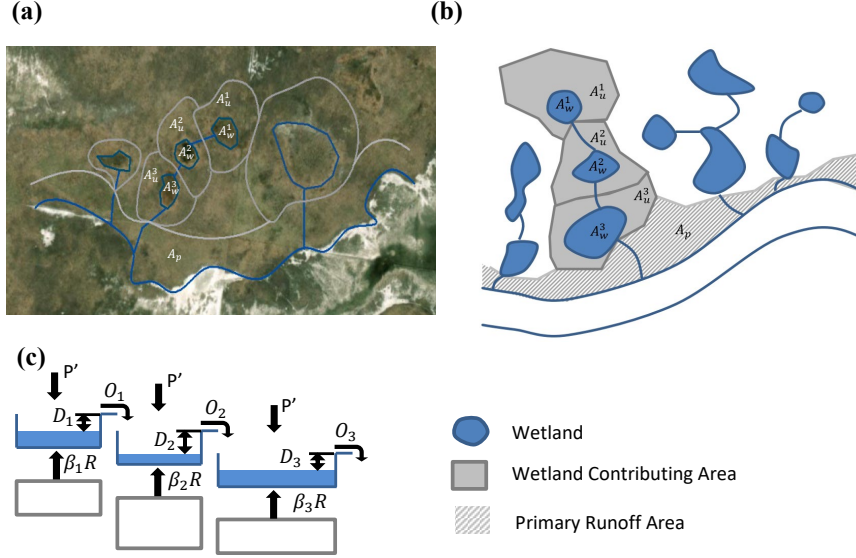 (a)
A_u^1
A_u^2
A_w^1
A_w^2
A_u^3
A_w^3
A_p
(b)
A_w^1
A_u^1
A_u^2
A_w^2
A_u^3
A_w^3
A_p
(c)
P'
P'
P'
O_1
O_2
O_3
D_1
D_2
D_3
β_1R
β_2R
β_3R
Wetland
Wetland Contributing Area
Primary Runoff Area